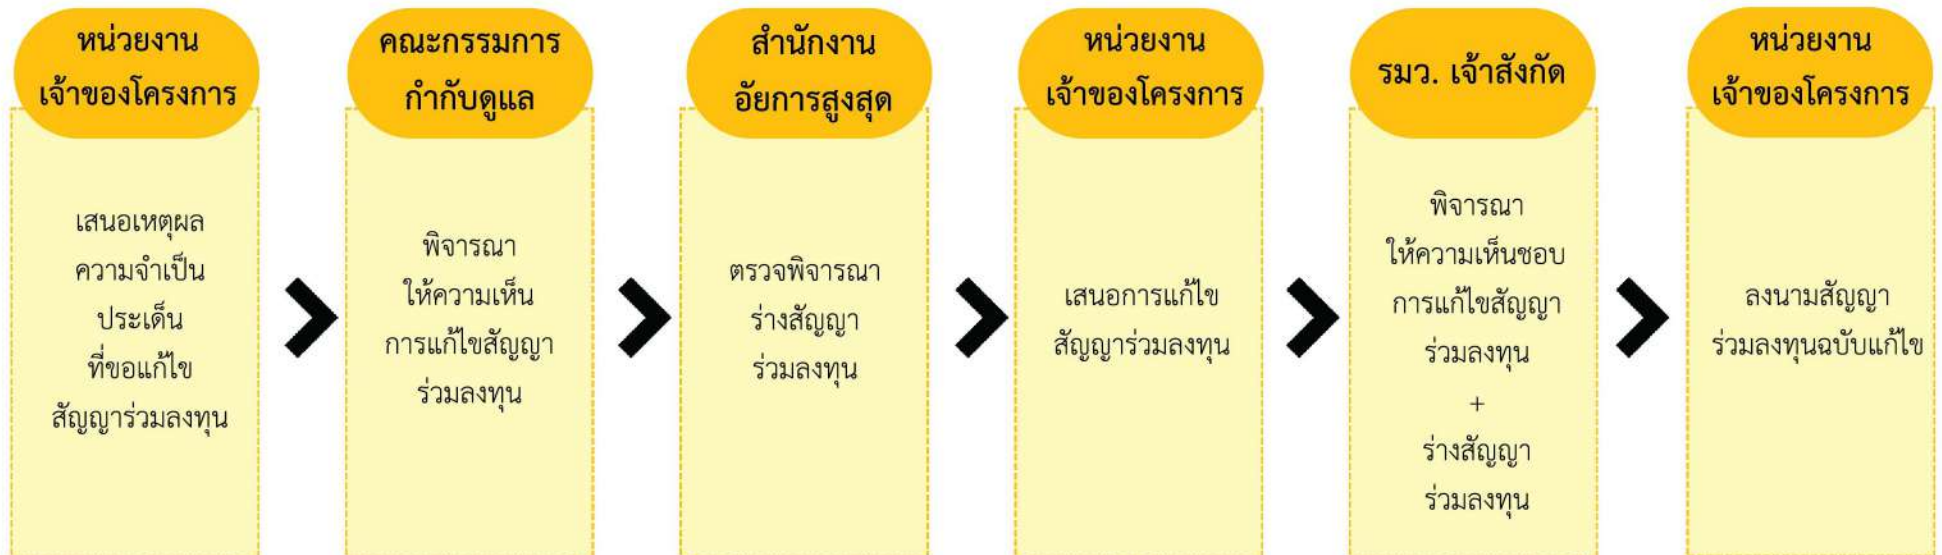 หน่วยงาน
เจ้าของโครงการ
เสนอเหตุผล
ความจำเป็น
ประเด็น
ที่ขอแก้ไข
สัญญาร่วมลงทุน
คณะกรรมการ
กำกับดูแล
พิจารณา
ให้ความเห็น
การแก้ไขสัญญา
ร่วมลงทุน
สำนักงาน
อัยการสูงสุด
ตรวจพิจารณา
ร่างสัญญา
ร่วมลงทุน
หน่วยงาน
เจ้าของโครงการ
เสนอการแก้ไข
สัญญาร่วมลงทุน
รมว. เจ้าสังกัด
พิจารณา
ให้ความเห็นชอบ
การแก้ไขสัญญา
ร่วมลงทุน
+
ร่างสัญญา
ร่วมลงทุน
หน่วยงาน
เจ้าของโครงการ
ลงนามสัญญา
ร่วมลงทุนฉบับแก้ไข